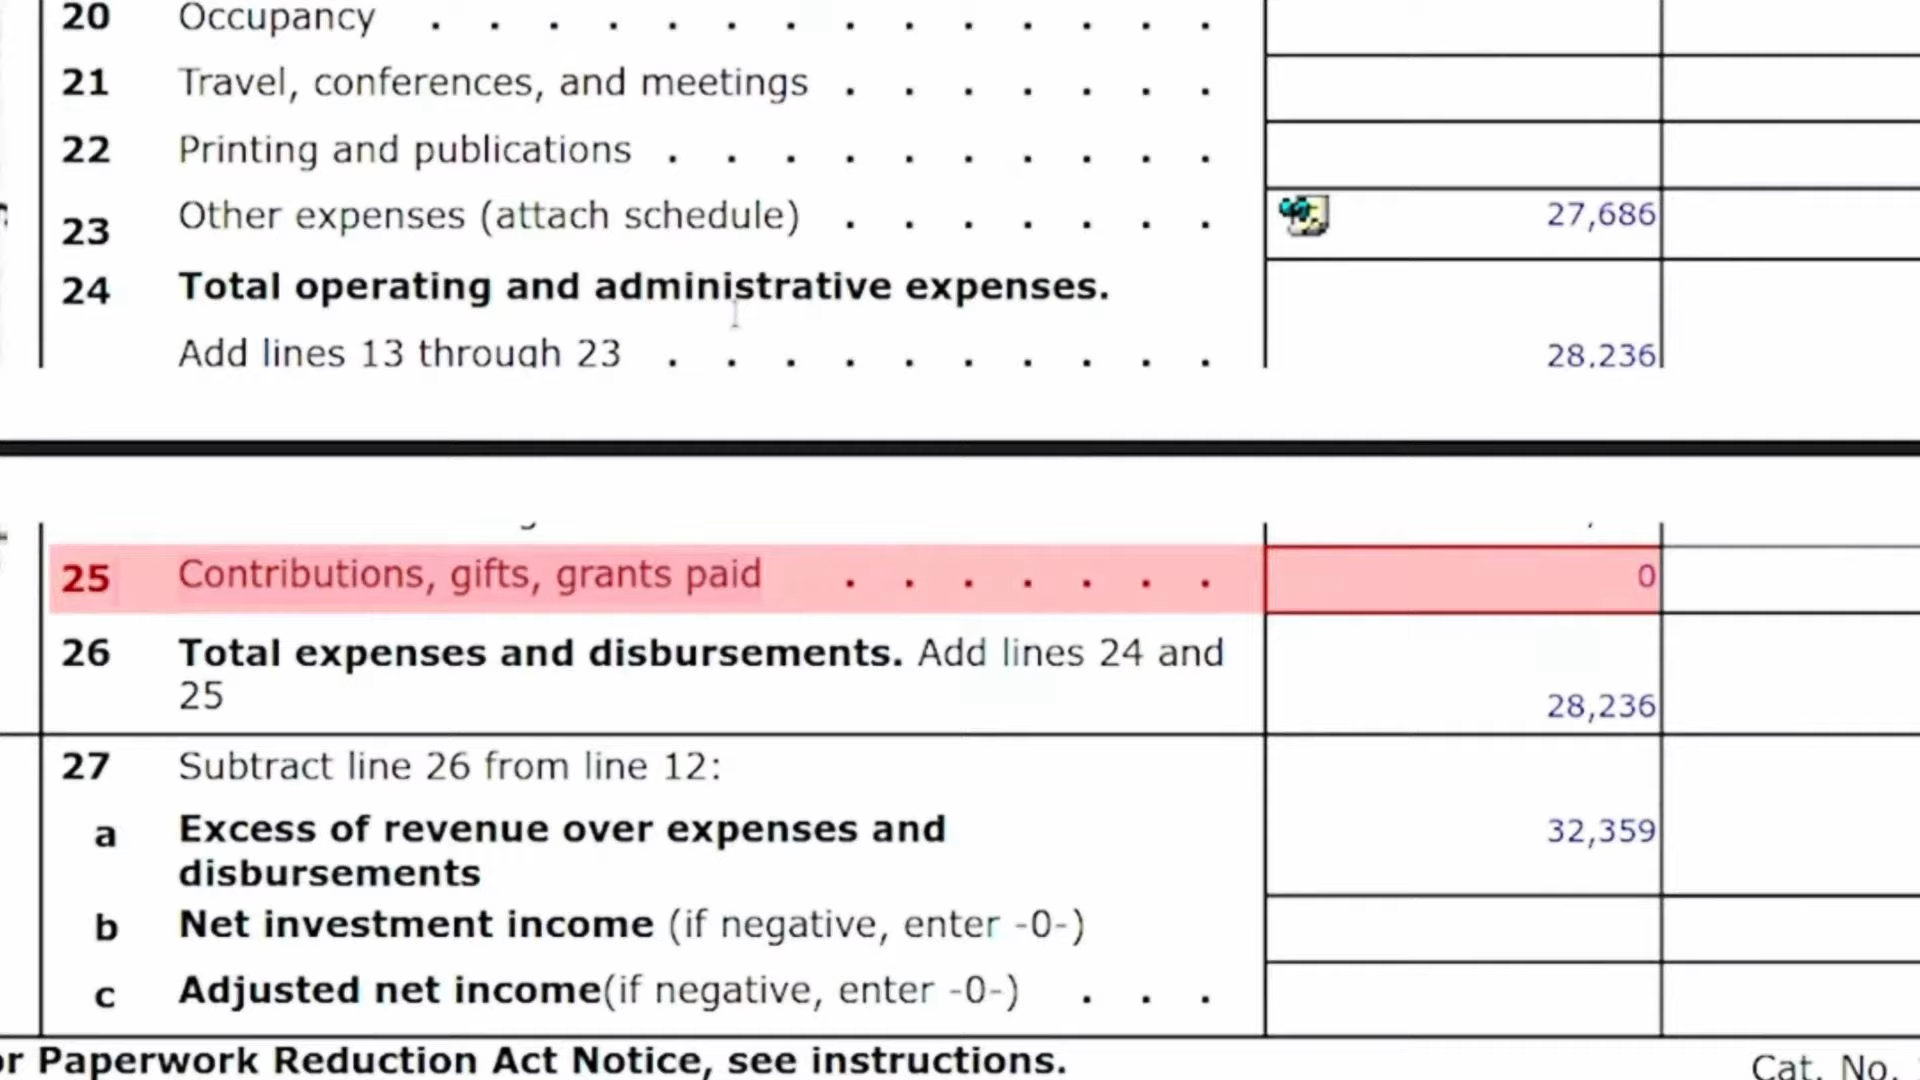 20 Occupancy . . . . . . . . . . . . . .
21 Travel, conferences, and meetings . . . . . . .
22 Printing and publications . . . . . . . . . .
23 Other expenses (attach schedule) . . . . . . . 27,686
24 Total operating and administrative expenses.
Add lines 13 through 23 . . . . . . . . . . 28,236
25 Contributions, gifts, grants paid . . . . . . . 0
26 Total expenses and disbursements. Add lines 24 and
25 28,236
27 Subtract line 26 from line 12:
a Excess of revenue over expenses and 32,359
disbursements
b Net investment income (if negative, enter -0-)
c Adjusted net income(if negative, enter -0-) . . .
or Paperwork Reduction Act Notice, see instructions. Cat. No.